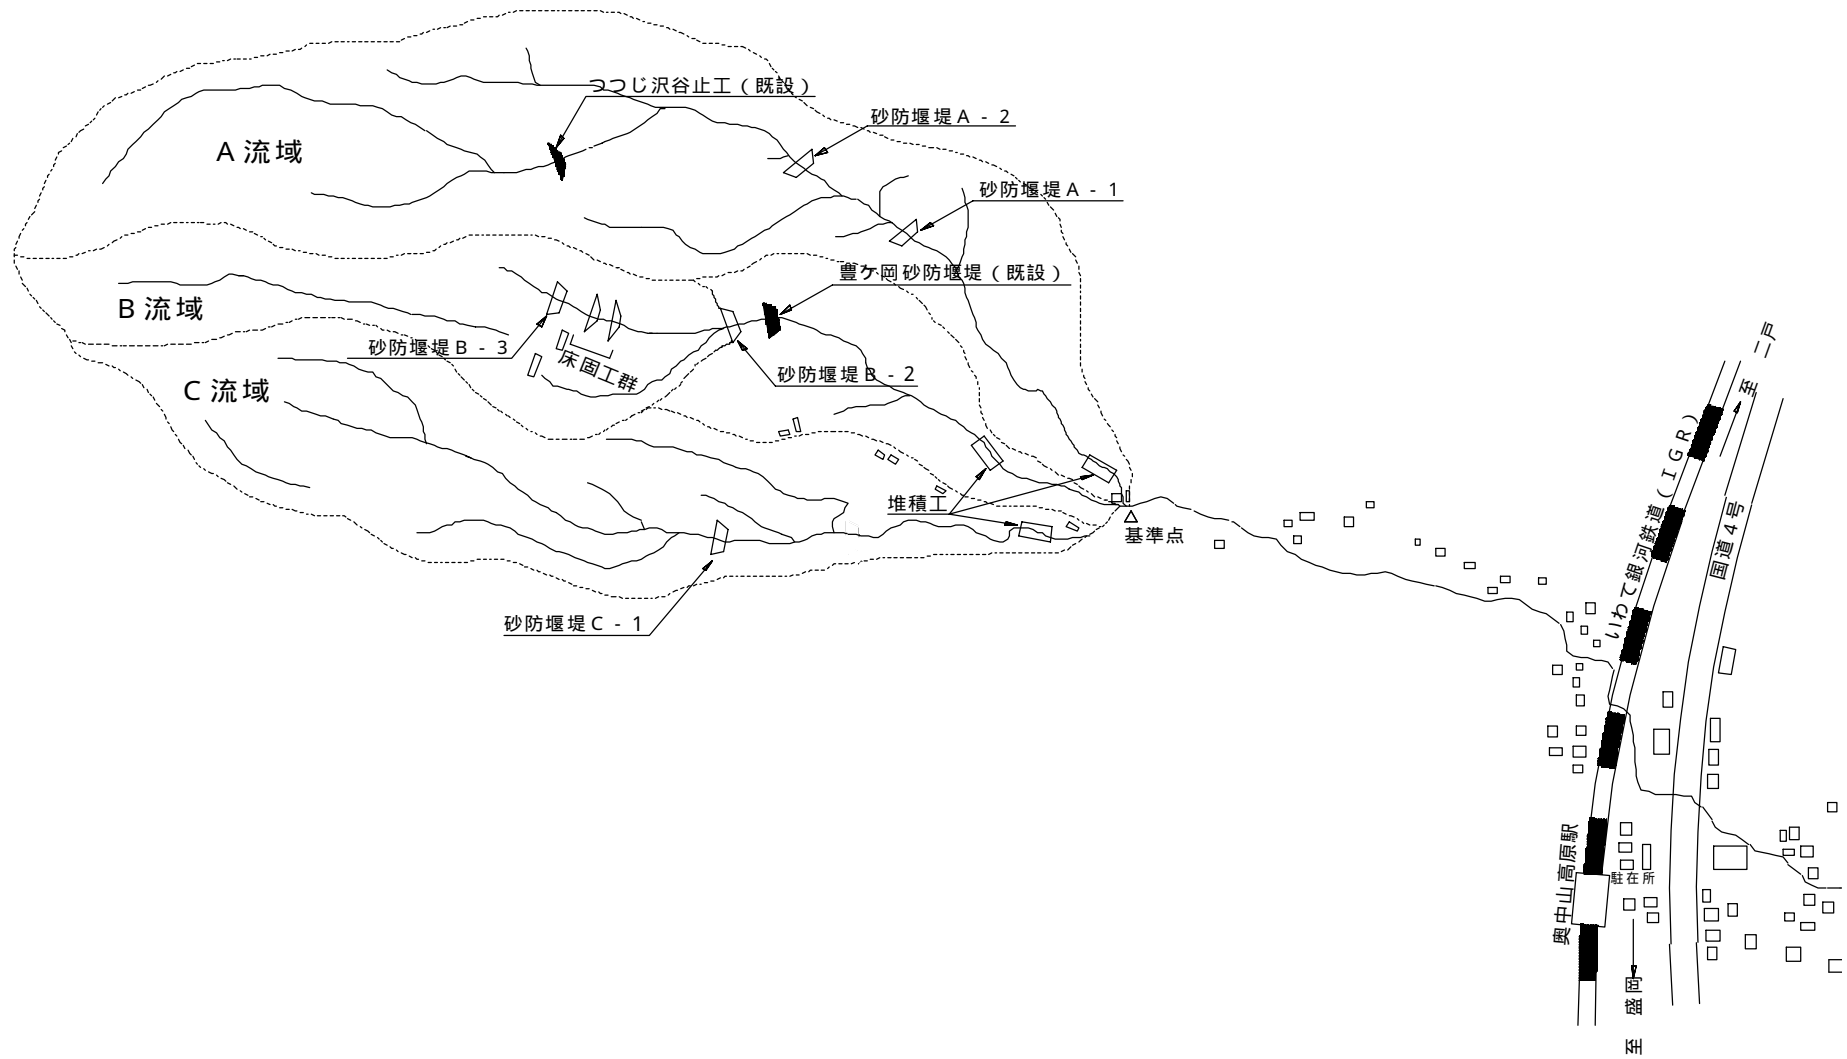 つつじ沢谷止工（既設）
砂防堰堤Ａ‐２
Ａ流域
砂防堰堤Ａ‐１
豊ケ岡砂防堰堤（既設）
Ｂ流域
砂防堰堤Ｂ‐３
床固工群
砂防堰堤Ｂ‐２
Ｃ流域
堆積工
基準点
砂防堰堤Ｃ‐１
至 二戸
いわて銀河鉄道（ＩＧＲ）
国道４号
奥中山高原駅
駐在所
至 盛岡